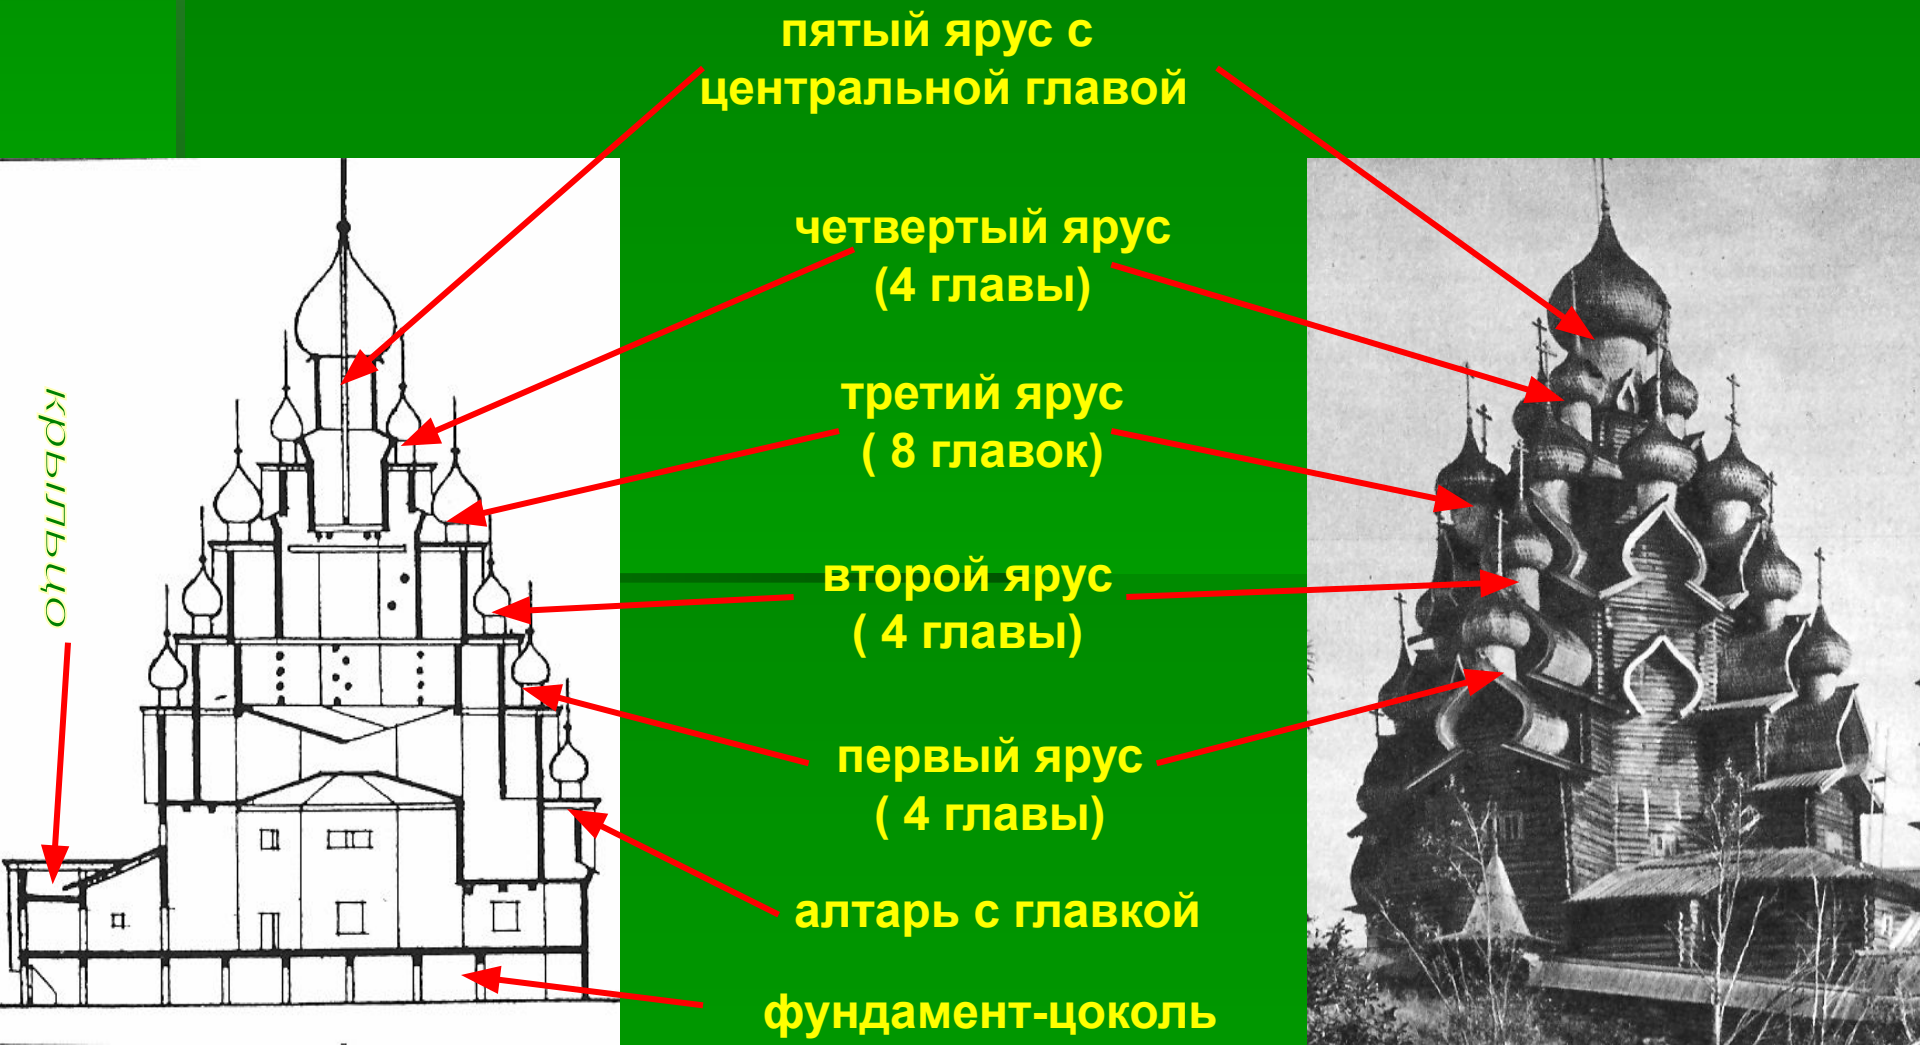 пятый ярус с
центральной главой
четвертый ярус
(4 главы)
третий ярус
( 8 главок)
крыльцо
второй ярус
( 4 главы)
первый ярус
( 4 главы)
алтарь с главкой
фундамент-цоколь